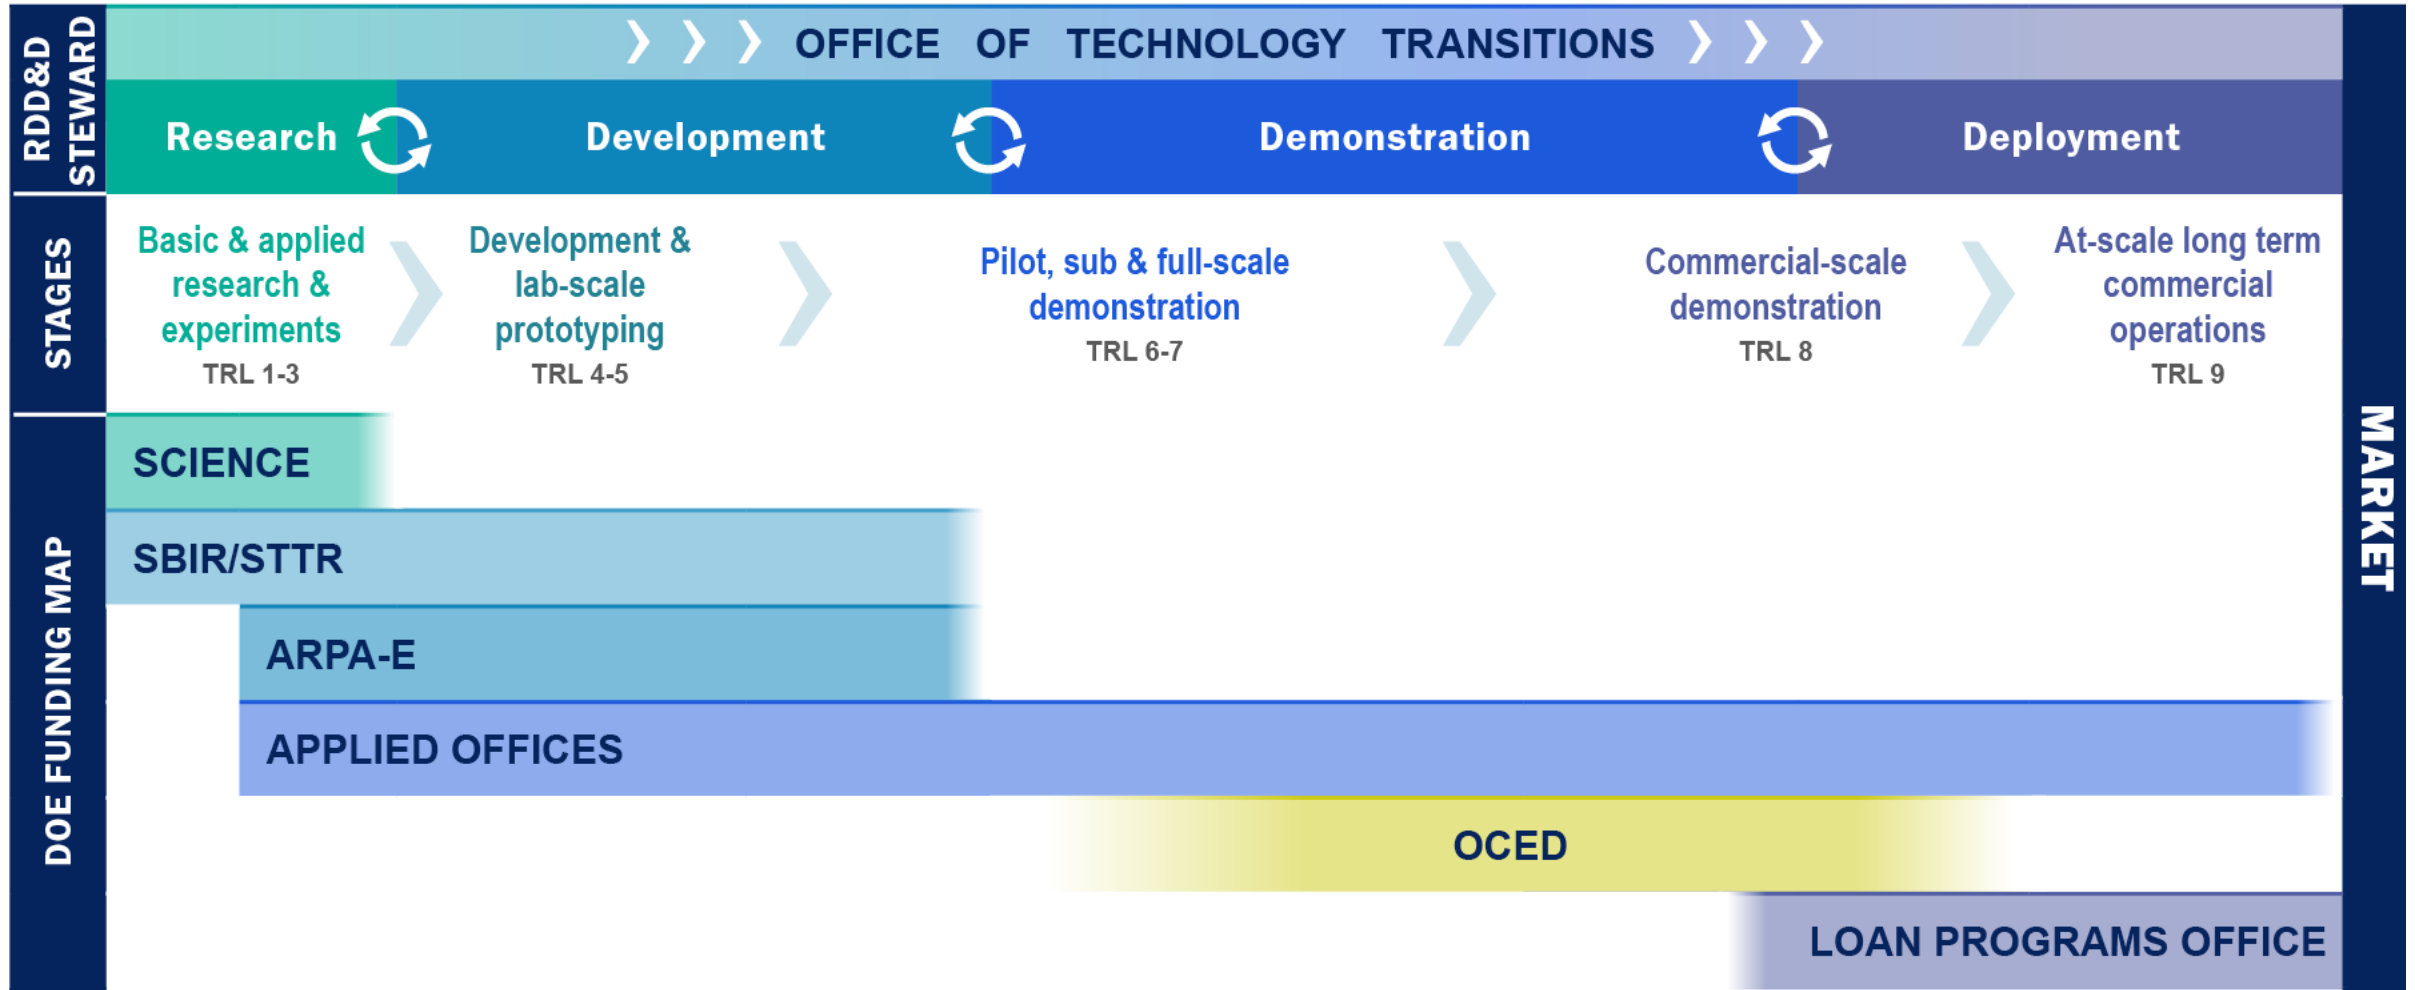 RDD&D
STEWARD
OFFICE OF TECHNOLOGY TRANSITIONS
Research
Development
Demonstration
Deployment
STAGES
Basic & applied
research &
experiments
TRL 1-3
Development &
lab-scale
prototyping
TRL 4-5
Pilot, sub & full-scale
demonstration
TRL 6-7
Commercial-scale
demonstration
TRL 8
At-scale long term
commercial
operations
TRL 9
DOE FUNDING MAP
SCIENCE
SBIR/STTR
ARPA-E
APPLIED OFFICES
OCED
LOAN PROGRAMS OFFICE
MARKET